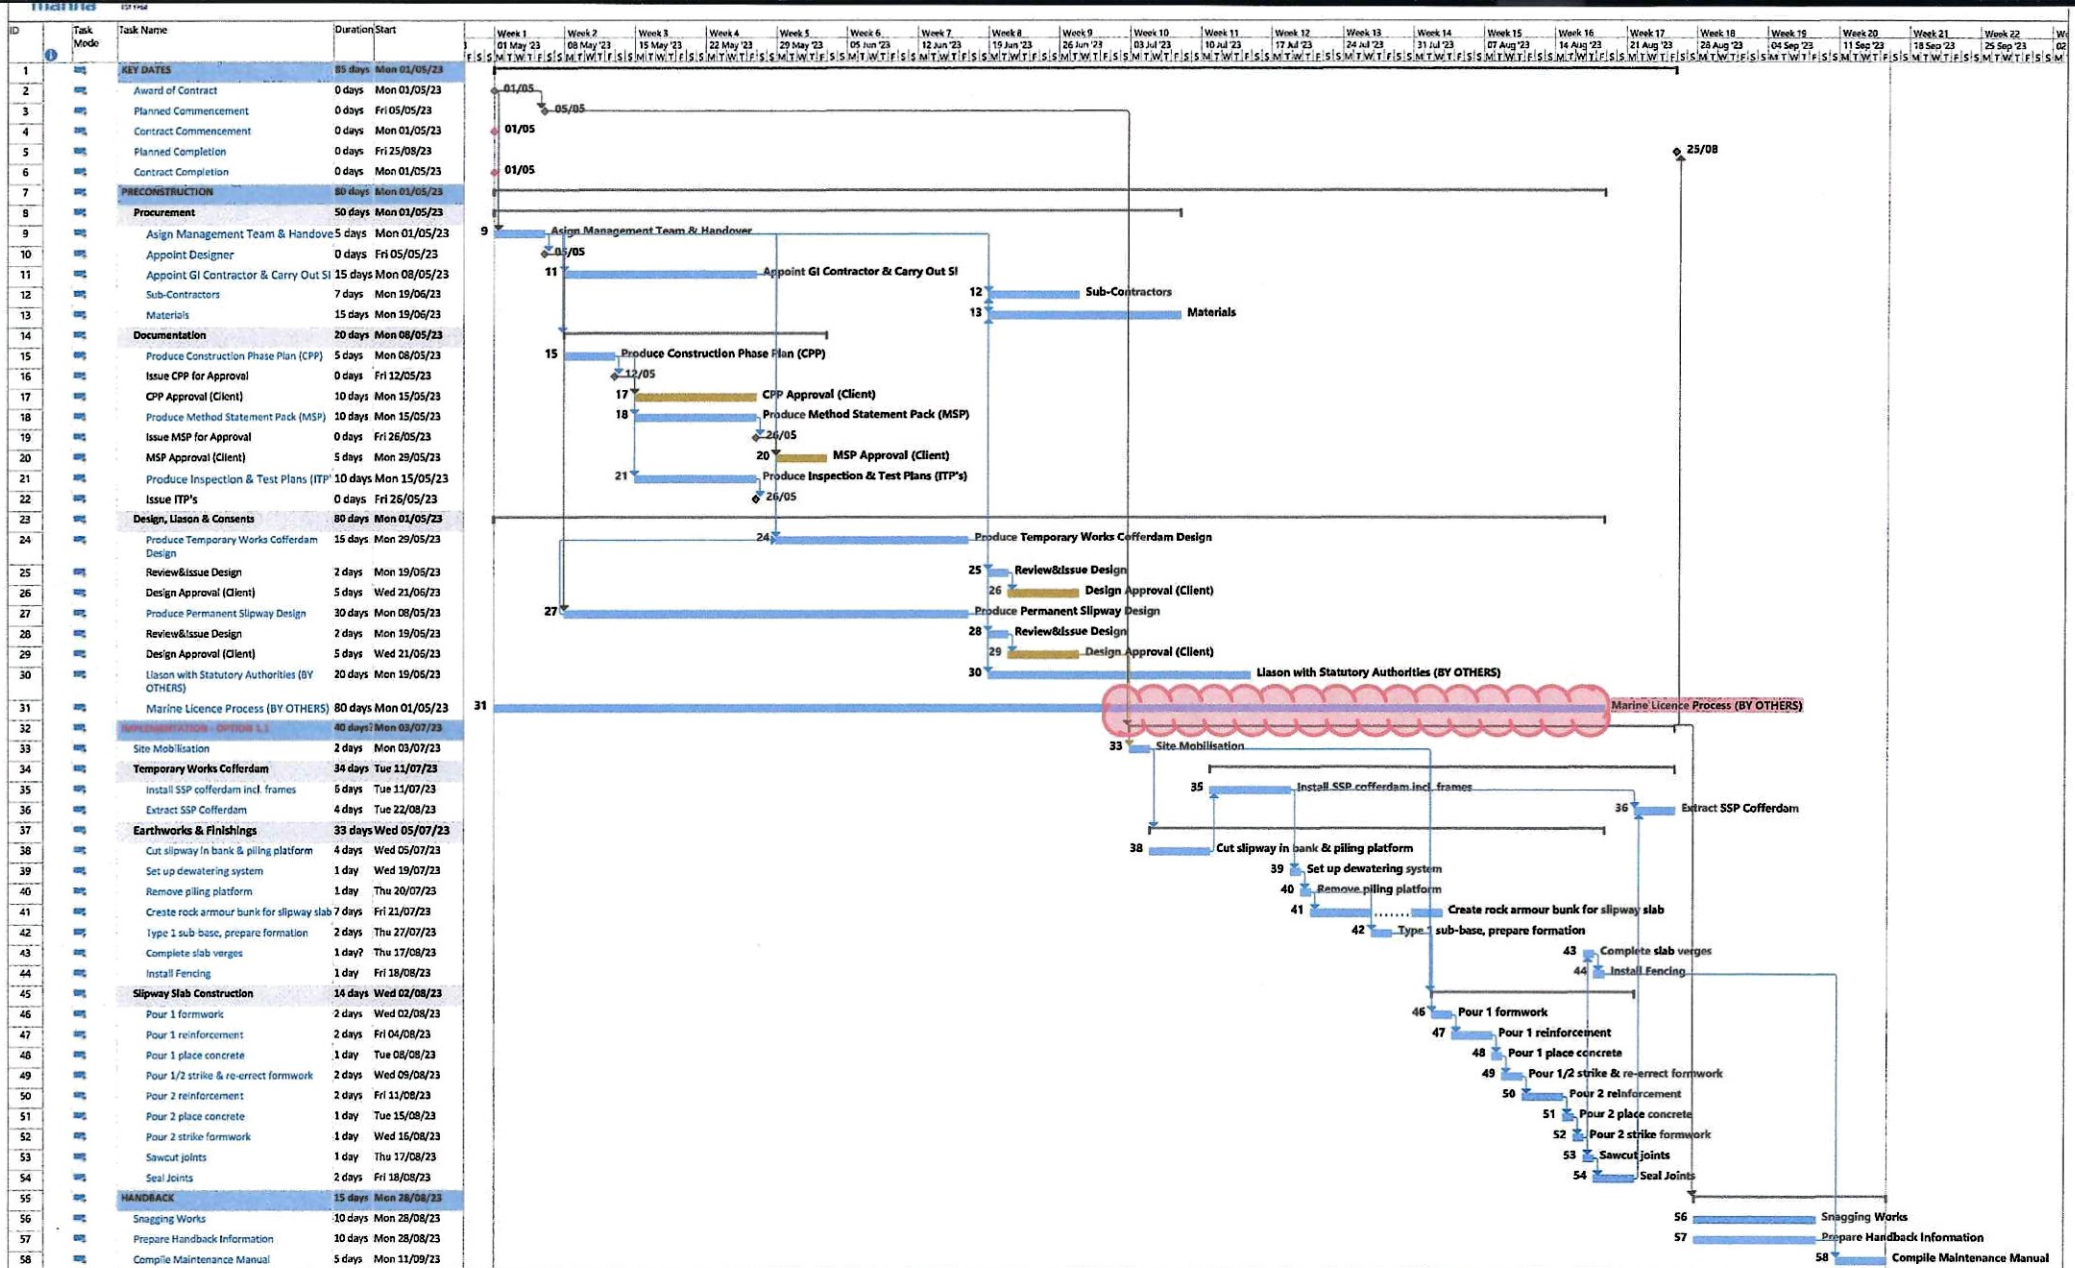 EST 1968
ID Task Mode Task Name Duration Start
Week 1 Week 2 Week 3 Week 4 Week 5 Week 6 Week 7 Week 8 Week 9 Week 10 Week 11 Week 12 Week 13 Week 14 Week 15 Week 16 Week 17 Week 18 Week 19 Week 20 Week 21 Week 22
01 May '23 08 May '23 15 May '23 22 May '23 29 May '23 05 Jun '23 12 Jun '23 19 Jun '23 26 Jun '23 03 Jul '23 10 Jul '23 17 Jul '23 24 Jul '23 31 Jul '23 07 Aug '23 14 Aug '23 21 Aug '23 28 Aug '23 04 Sep '23 11 Sep '23 18 Sep '23 25 Sep '23 02
1 KEY DATES 85 days Mon 01/05/23
2 Award of Contract 0 days Mon 01/05/23 01/05
3 Planned Commencement 0 days Fri 05/05/23 05/05
4 Contract Commencement 0 days Mon 01/05/23 01/05
5 Planned Completion 0 days Fri 25/08/23 25/08
6 Contract Completion 0 days Mon 01/05/23 01/05
7 PRECONSTRUCTION 80 days Mon 01/05/23
8 Procurement 50 days Mon 01/05/23
9 Asign Management Team & Handove 5 days Mon 01/05/23 9 Asign Management Team & Handover
10 Appoint Designer 0 days Fri 05/05/23 05/05
11 Appoint GI Contractor & Carry Out SI 15 days Mon 08/05/23 11 Appoint GI Contractor & Carry Out SI
12 Sub-Contractors 7 days Mon 19/06/23 12 Sub-Contractors
13 Materials 15 days Mon 19/06/23 13 Materials
14 Documentation 20 days Mon 08/05/23
15 Produce Construction Phase Plan (CPP) 5 days Mon 08/05/23 15 Produce Construction Phase Plan (CPP)
16 Issue CPP for Approval 0 days Fri 12/05/23 12/05
17 CPP Approval (Client) 10 days Mon 15/05/23 17 CPP Approval (Client)
18 Produce Method Statement Pack (MSP) 10 days Mon 15/05/23 18 Produce Method Statement Pack (MSP)
19 Issue MSP for Approval 0 days Fri 26/05/23 26/05
20 MSP Approval (Client) 5 days Mon 29/05/23 20 MSP Approval (Client)
21 Produce Inspection & Test Plans (ITP' 10 days Mon 15/05/23 21 Produce Inspection & Test Plans (ITP's)
22 Issue ITP's 0 days Fri 26/05/23 26/05
23 Design, Liason & Consents 80 days Mon 01/05/23
24 Produce Temporary Works Cofferdam 15 days Mon 29/05/23 24 Produce Temporary Works Cofferdam Design
Design
25 Review&Issue Design 2 days Mon 19/06/23 25 Review&Issue Design
26 Design Approval (Client) 5 days Wed 21/06/23 26 Design Approval (Client)
27 Produce Permanent Slipway Design 30 days Mon 08/05/23 27 Produce Permanent Slipway Design
28 Review&Issue Design 2 days Mon 19/06/23 28 Review&Issue Design
29 Design Approval (Client) 5 days Wed 21/06/23 29 Design Approval (Client)
30 Liason with Statutory Authorities (BY 20 days Mon 19/06/23 30 Liason with Statutory Authorities (BY OTHERS)
OTHERS)
31 Marine Licence Process (BY OTHERS) 80 days Mon 01/05/23 31 Marine Licence Process (BY OTHERS)
32 IMPLEMENTATION - OPTION 1.1 40 days? Mon 03/07/23
33 Site Mobilisation 2 days Mon 03/07/23 33 Site Mobilisation
34 Temporary Works Cofferdam 34 days Tue 11/07/23
35 Install SSP cofferdam incl. frames 6 days Tue 11/07/23 35 Install SSP cofferdam incl. frames
36 Extract SSP Cofferdam 4 days Tue 22/08/23 36 Extract SSP Cofferdam
37 Earthworks & Finishings 33 days Wed 05/07/23
38 Cut slipway in bank & piling platform 4 days Wed 05/07/23 38 Cut slipway in bank & piling platform
39 Set up dewatering system 1 day Wed 19/07/23 39 Set up dewatering system
40 Remove piling platform 1 day Thu 20/07/23 40 Remove piling platform
41 Create rock armour bunk for slipway slab 7 days Fri 21/07/23 41 Create rock armour bunk for slipway slab
42 Type 1 sub-base, prepare formation 2 days Thu 27/07/23 42 Type 1 sub-base, prepare formation
43 Complete slab verges 1 day? Thu 17/08/23 43 Complete slab verges
44 Install Fencing 1 day Fri 18/08/23 44 Install Fencing
45 Slipway Slab Construction 14 days Wed 02/08/23
46 Pour 1 formwork 2 days Wed 02/08/23 46 Pour 1 formwork
47 Pour 1 reinforcement 2 days Fri 04/08/23 47 Pour 1 reinforcement
48 Pour 1 place concrete 1 day Tue 08/08/23 48 Pour 1 place concrete
49 Pour 1/2 strike & re-errect formwork 2 days Wed 09/08/23 49 Pour 1/2 strike & re-errect formwork
50 Pour 2 reinforcement 2 days Fri 11/08/23 50 Pour 2 reinforcement
51 Pour 2 place concrete 1 day Tue 15/08/23 51 Pour 2 place concrete
52 Pour 2 strike formwork 1 day Wed 16/08/23 52 Pour 2 strike formwork
53 Sawcut joints 1 day Thu 17/08/23 53 Sawcut joints
54 Seal Joints 2 days Fri 18/08/23 54 Seal Joints
55 HANDBACK 15 days Mon 28/08/23
56 Snagging Works 10 days Mon 28/08/23 56 Snagging Works
57 Prepare Handback Information 10 days Mon 28/08/23 57 Prepare Handback Information
58 Compile Maintenance Manual 5 days Mon 11/09/23 58 Compile Maintenance Manual